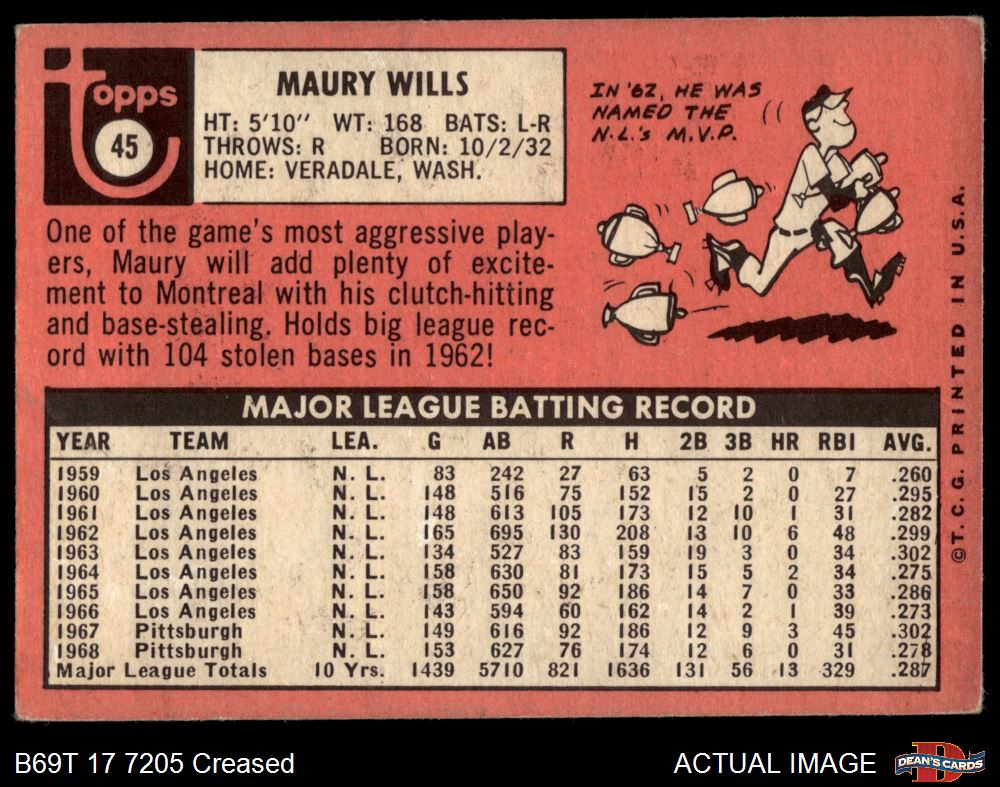 Topps
45
MAURY WILLS
HT: 5'10" WT: 168 BATS: L-R
THROWS: R BORN: 10/2/32
HOME: VERADALE, WASH.
IN '62, HE WAS
NAMED THE
N.L.'s M.V.P.
One of the game's most aggressive play-
ers, Maury will add plenty of excite-
ment to Montreal with his clutch-hitting
and base-stealing. Holds big league rec-
ord with 104 stolen bases in 1962!
MAJOR LEAGUE BATTING RECORD
YEAR TEAM LEA. G AB R H 2B 3B HR RBI AVG.
1959 Los Angeles N. L. 83 242 27 63 5 2 0 7 .260
1960 Los Angeles N. L. 148 516 75 152 15 2 0 27 .295
1961 Los Angeles N. L. 148 613 105 173 12 10 1 31 .282
1962 Los Angeles N. L. 165 695 130 208 13 10 6 48 .299
1963 Los Angeles N. L. 134 527 83 159 19 3 0 34 .302
1964 Los Angeles N. L. 158 630 81 173 15 5 2 34 .275
1965 Los Angeles N. L. 158 650 92 186 14 7 0 33 .286
1966 Los Angeles N. L. 143 594 60 162 14 2 1 39 .273
1967 Pittsburgh N. L. 149 616 92 186 12 9 3 45 .302
1968 Pittsburgh N. L. 153 627 76 174 12 6 0 31 .278
Major League Totals 10 Yrs. 1439 5710 821 1636 131 56 13 329 .287
© T. C. G. PRINTED IN U.S.A.
B69T 17 7205 Creased
ACTUAL IMAGE
D
DEAN'S CARDS